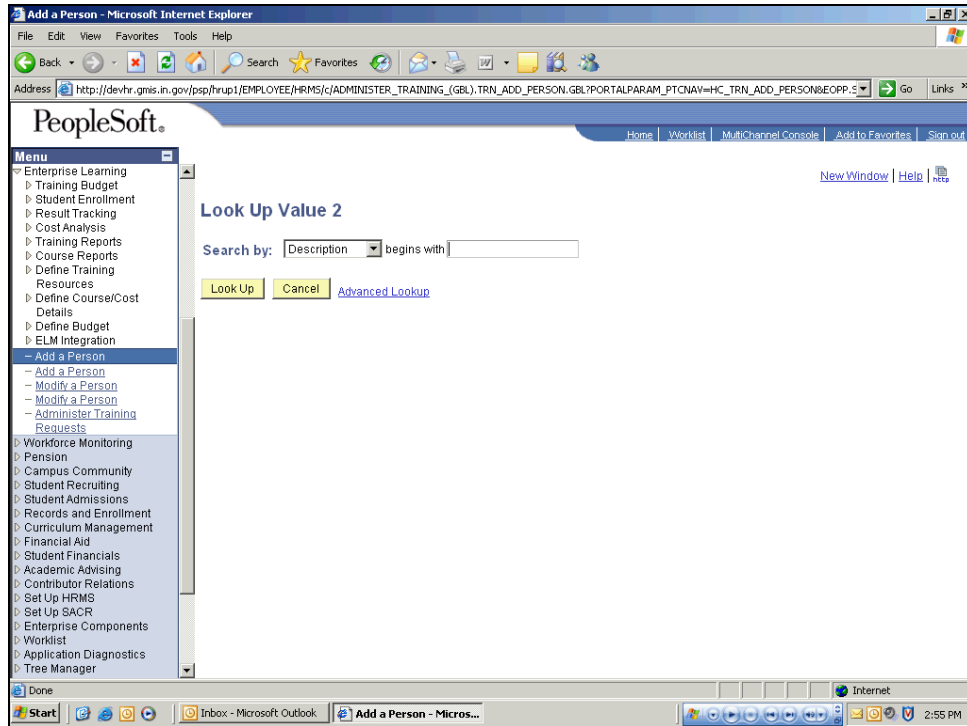 Add a Person - Microsoft Internet Explorer
File Edit View Favorites Tools Help
Back Search Favorites
Address http://devhr.gmis.in.gov/psp/hrup1/EMPLOYEE/HRMS/c/ADMINISTER_TRAINING_(GBL).TRN_ADD_PERSON.GBL?PORTALPARAM_PTCNAV=HC_TRN_ADD_PERSON&EOPP.S Go Links »
PeopleSoft®
Home Worklist MultiChannel Console Add to Favorites Sign out
Menu
Enterprise Learning
Training Budget
Student Enrollment
Result Tracking
Cost Analysis
Training Reports
Course Reports
Define Training
Resources
Define Course/Cost
Details
Define Budget
ELM Integration
– Add a Person
– Add a Person
– Modify a Person
– Modify a Person
– Administer Training
Requests
Workforce Monitoring
Pension
Campus Community
Student Recruiting
Student Admissions
Records and Enrollment
Curriculum Management
Financial Aid
Student Financials
Academic Advising
Contributor Relations
Set Up HRMS
Set Up SACR
Enterprise Components
Worklist
Application Diagnostics
Tree Manager
New Window | Help | http
Look Up Value 2
Search by: Description begins with
Look Up Cancel Advanced Lookup
Done Internet
Start Inbox - Microsoft Outlook Add a Person - Micros... 2:55 PM